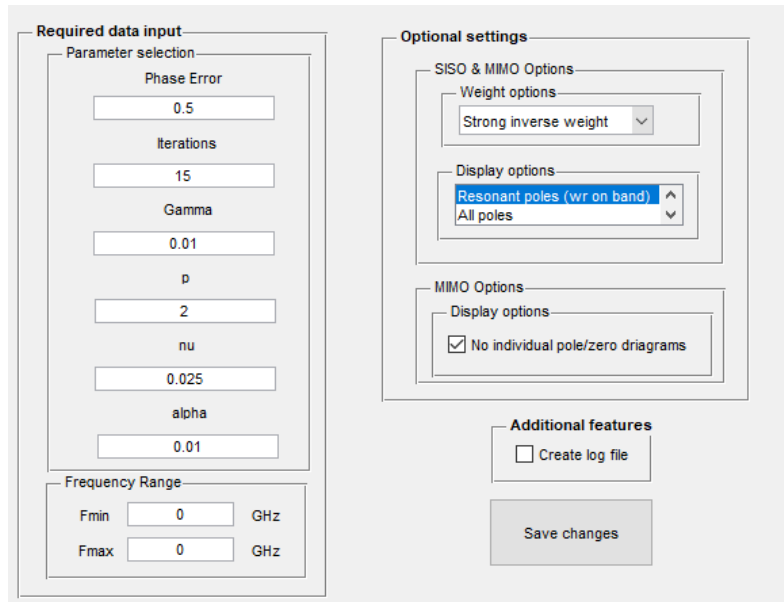 Required data input
Parameter selection
Phase Error
0.5
Iterations
15
Gamma
0.01
p
2
nu
0.025
alpha
0.01
Frequency Range
Fmin 0 GHz
Fmax 0 GHz
Optional settings
SISO & MIMO Options
Weight options
Strong inverse weight
Display options
Resonant poles (wr on band)
All poles
MIMO Options
Display options
No individual pole/zero driagrams
Additional features
Create log file
Save changes